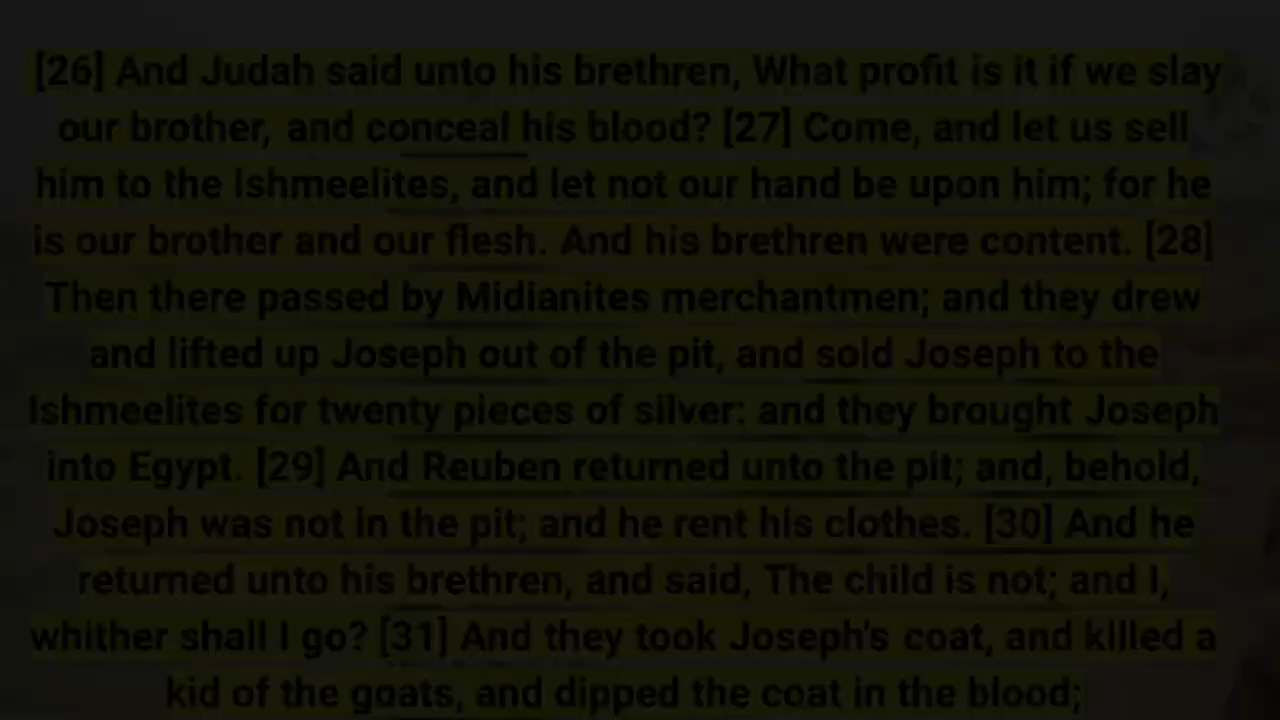 [26] And Judah said unto his brethren, What profit is it if we slay
our brother, and conceal his blood? [27] Come, and let us sell
him to the Ishmeelites, and let not our hand be upon him; for he
is our brother and our flesh. And his brethren were content. [28]
Then there passed by Midianites merchantmen; and they drew
and lifted up Joseph out of the pit, and sold Joseph to the
Ishmeelites for twenty pieces of silver: and they brought Joseph
into Egypt. [29] And Reuben returned unto the pit; and, behold,
Joseph was not in the pit; and he rent his clothes. [30] And he
returned unto his brethren, and said, The child is not; and I,
whither shall I go? [31] And they took Joseph's coat, and killed a
kid of the goats, and dipped the coat in the blood;